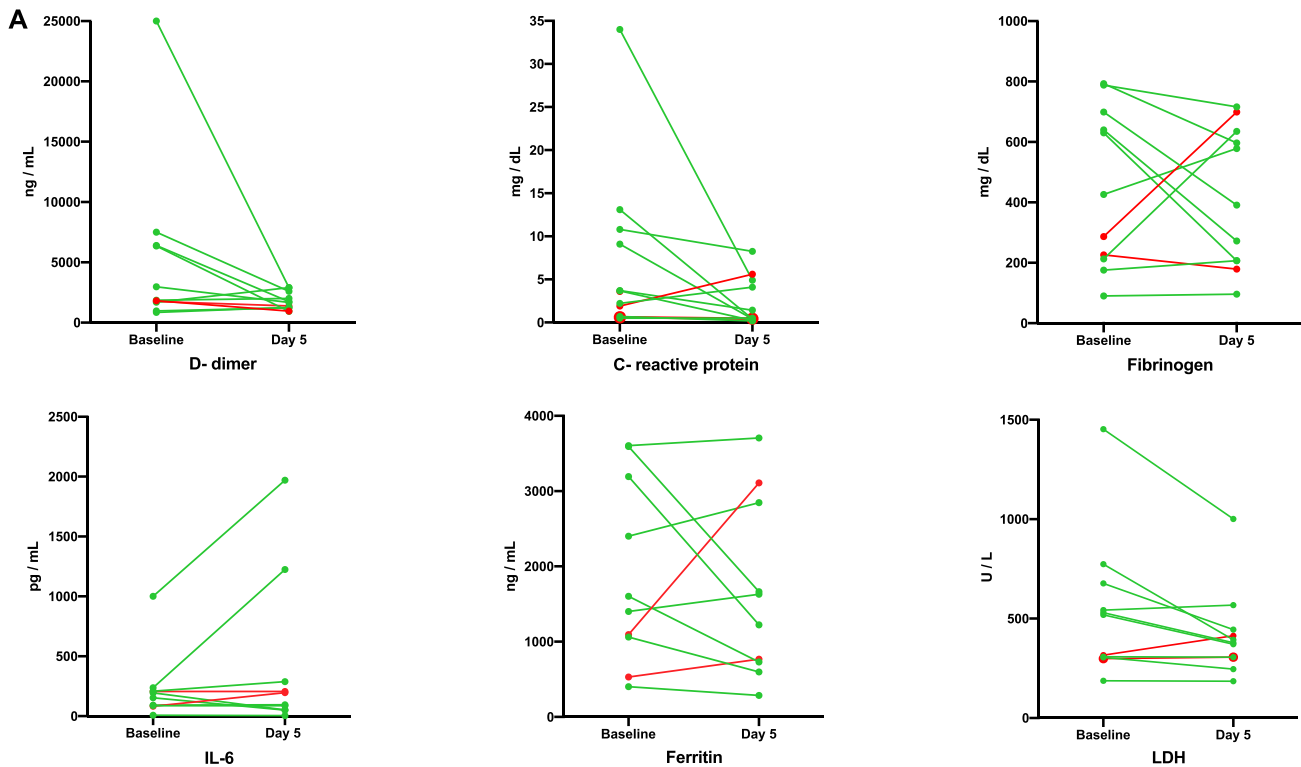 A
25000
20000
15000
10000
5000
0
ng / mL
Baseline
Day 5
D- dimer
35
30
25
20
15
10
5
0
mg / dL
Baseline
Day 5
C- reactive protein
1000
800
600
400
200
0
mg / dL
Baseline
Day 5
Fibrinogen
2500
2000
1500
1000
500
0
pg / mL
Baseline
Day 5
IL-6
4000
3000
2000
1000
0
ng / mL
Baseline
Day 5
Ferritin
1500
1000
500
0
U / L
Baseline
Day 5
LDH